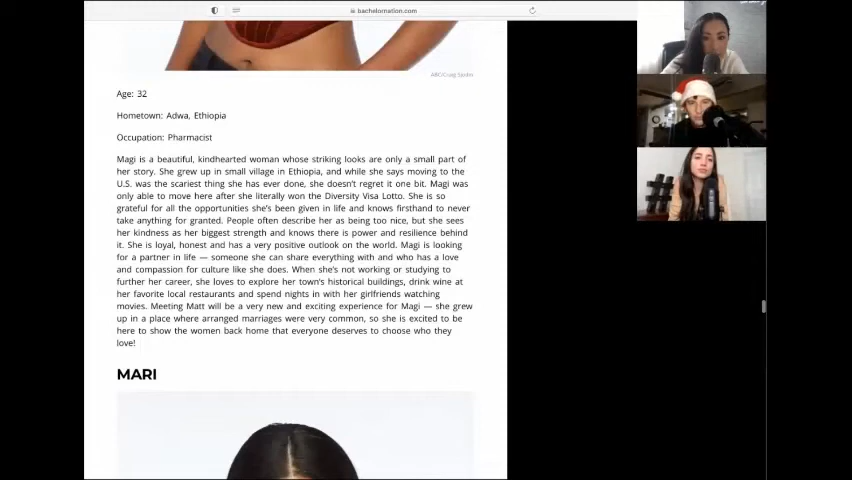 bachelornation.com
ABC/Craig Sjodin
Age: 32
Hometown: Adwa, Ethiopia
Occupation: Pharmacist
Magi is a beautiful, kindhearted woman whose striking looks are only a small part of
her story. She grew up in small village in Ethiopia, and while she says moving to the
U.S. was the scariest thing she has ever done, she doesn't regret it one bit. Magi was
only able to move here after she literally won the Diversity Visa Lotto. She is so
grateful for all the opportunities she's been given in life and knows firsthand to never
take anything for granted. People often describe her as being too nice, but she sees
her kindness as her biggest strength and knows there is power and resilience behind
it. She is loyal, honest and has a very positive outlook on the world. Magi is looking
for a partner in life — someone she can share everything with and who has a love
and compassion for culture like she does. When she's not working or studying to
further her career, she loves to explore her town's historical buildings, drink wine at
her favorite local restaurants and spend nights in with her girlfriends watching
movies. Meeting Matt will be a very new and exciting experience for Magi — she grew
up in a place where arranged marriages were very common, so she is excited to be
here to show the women back home that everyone deserves to choose who they
love!
MARI